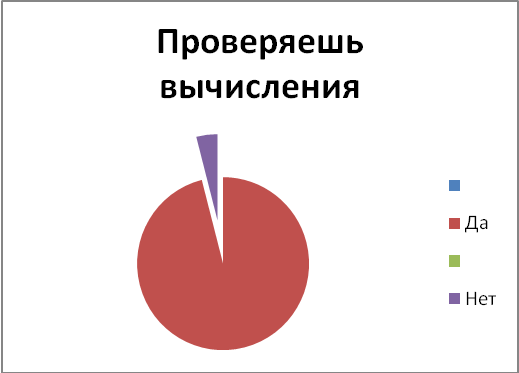 Проверяешь
вычисления
Да
Нет